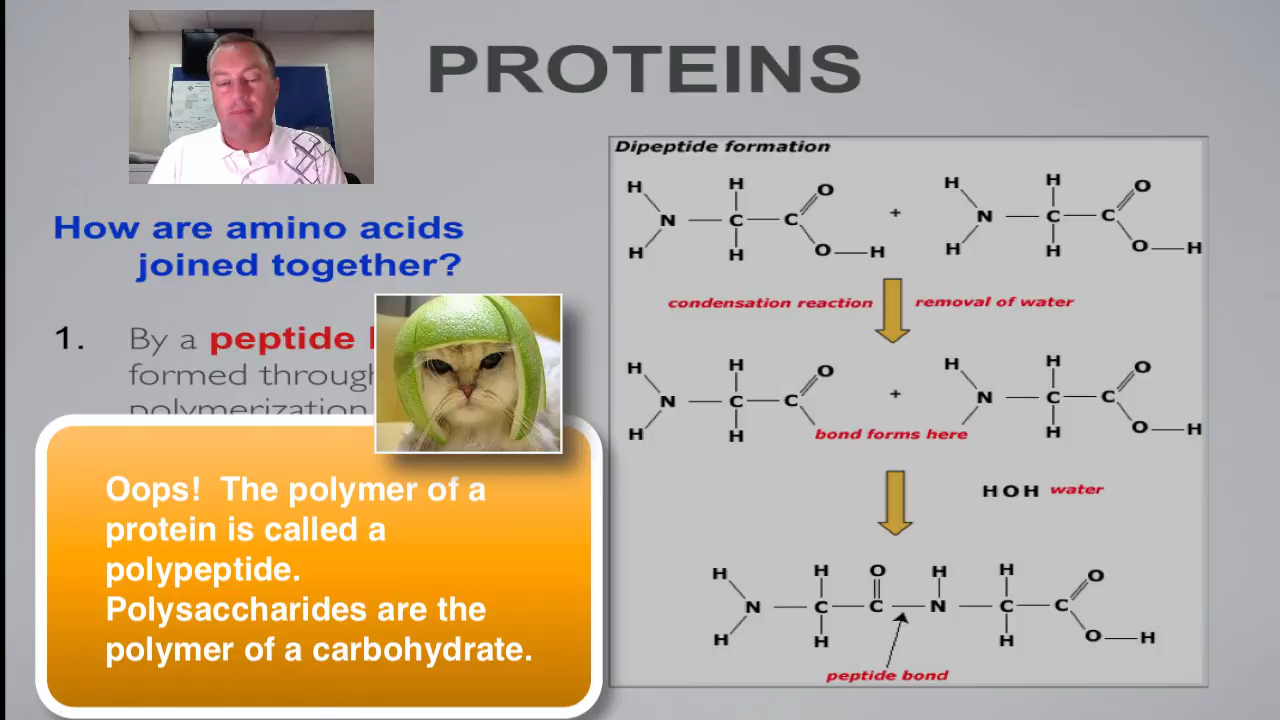 PROTEINS
How are amino acids
joined together?
1. By a peptide
formed through
polymerization
Oops! The polymer of a
protein is called a
polypeptide.
Polysaccharides are the
polymer of a carbohydrate.
Dipeptide formation
H H O H H O
N C C + N C C
H H O H H H O H
condensation reaction removal of water
H H O H H O
N C C + N C C
H H bond forms here H O H
H O H water
H H O H H O
N C C N C C
H H H O H
peptide bond